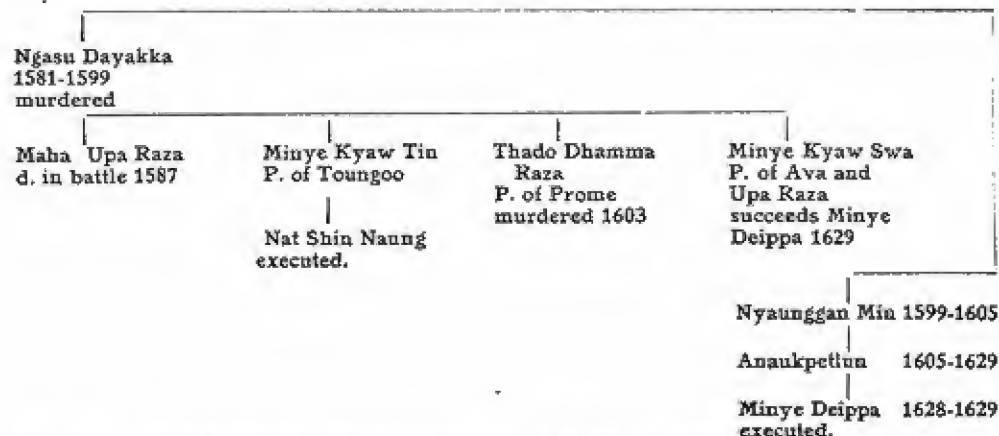 Ngasu Dayakka
1581-1599
murdered
Maha Upa Raza
d. in battle 1587
Minye Kyaw Tin
P. of Toungoo
Nat Shin Naung
executed.
Thado Dhamma
Raza
P. of Prome
murdered 1603
Minye Kyaw Swa
P. of Ava and
Upa Raza
succeeds Minye
Deippa 1629
Nyaunggan Min 1599-1605
Anaukpetlun 1605-1629
Minye Deippa 1628-1629
executed.